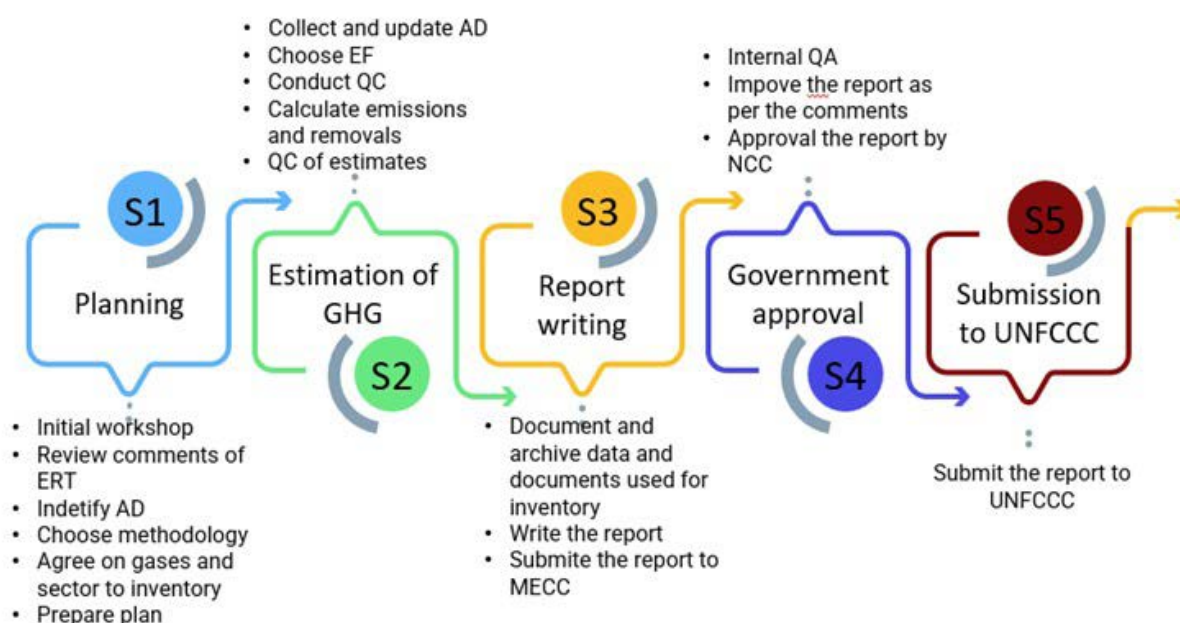 S1
Planning
• Initial workshop
• Review comments of
ERT
• Indetify AD
• Choose methodology
• Agree on gases and
sector to inventory
• Prepare plan
• Collect and update AD
• Choose EF
• Conduct QC
• Calculate emissions
and removals
• QC of estimates
Estimation of
GHG
S2
S3
Report
writing
• Document and
archive data and
documents used for
inventory
• Write the report
• Submite the report to
MECC
• Internal QA
• Impove the report as
per the comments
• Approval the report by
NCC
Government
approval
S4
S5
Submission
to UNFCCC
Submit the report to
UNFCCC